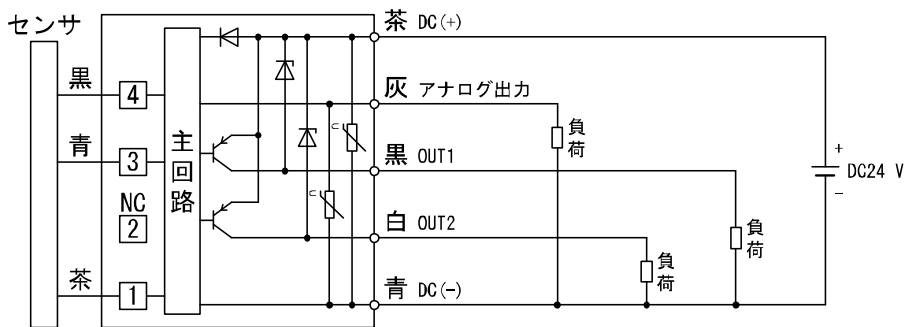 センサ
茶 DC(+)
黒
4
灰 アナログ出力
負荷
主回路
+
青
3
黒 OUT1
DC24 V
-
NC
2
白 OUT2
負荷
負荷
茶
1
青 DC(-)
⊂
⊂